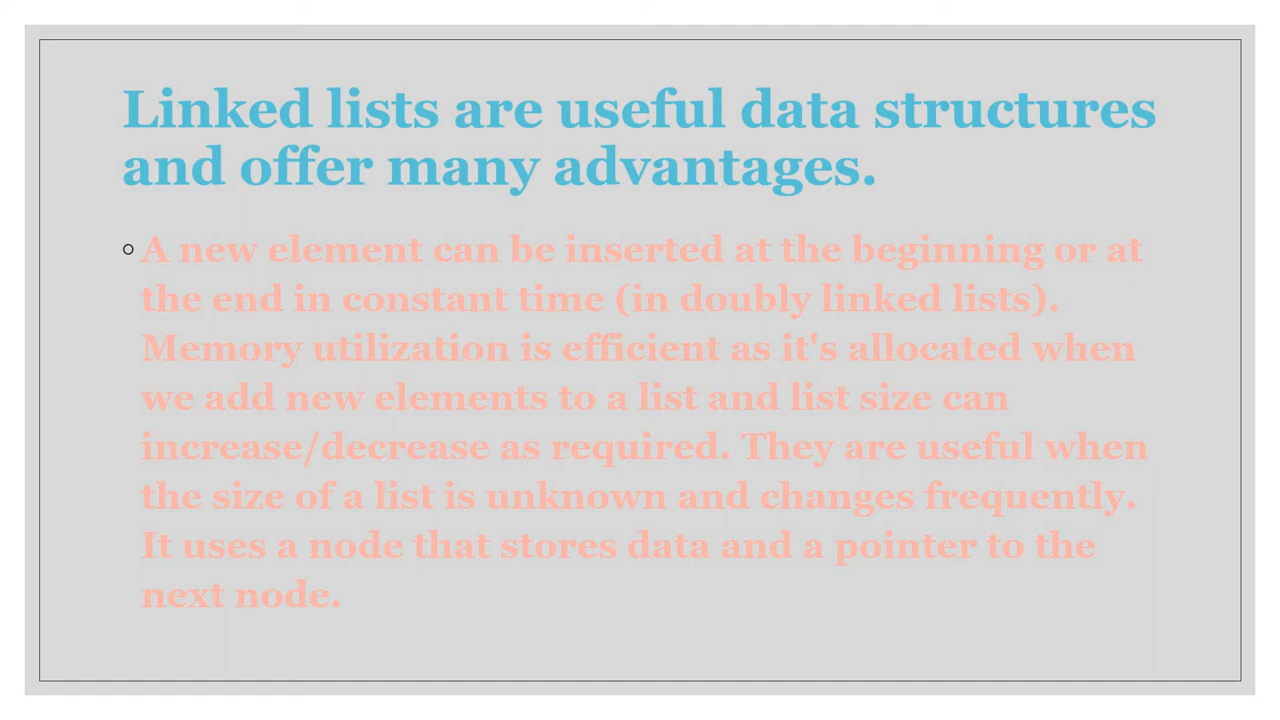 Linked lists are useful data structures
and offer many advantages.
A new element can be inserted at the beginning or at
the end in constant time (in doubly linked lists).
Memory utilization is efficient as it's allocated when
we add new elements to a list and list size can
increase/decrease as required. They are useful when
the size of a list is unknown and changes frequently.
It uses a node that stores data and a pointer to the
next node.